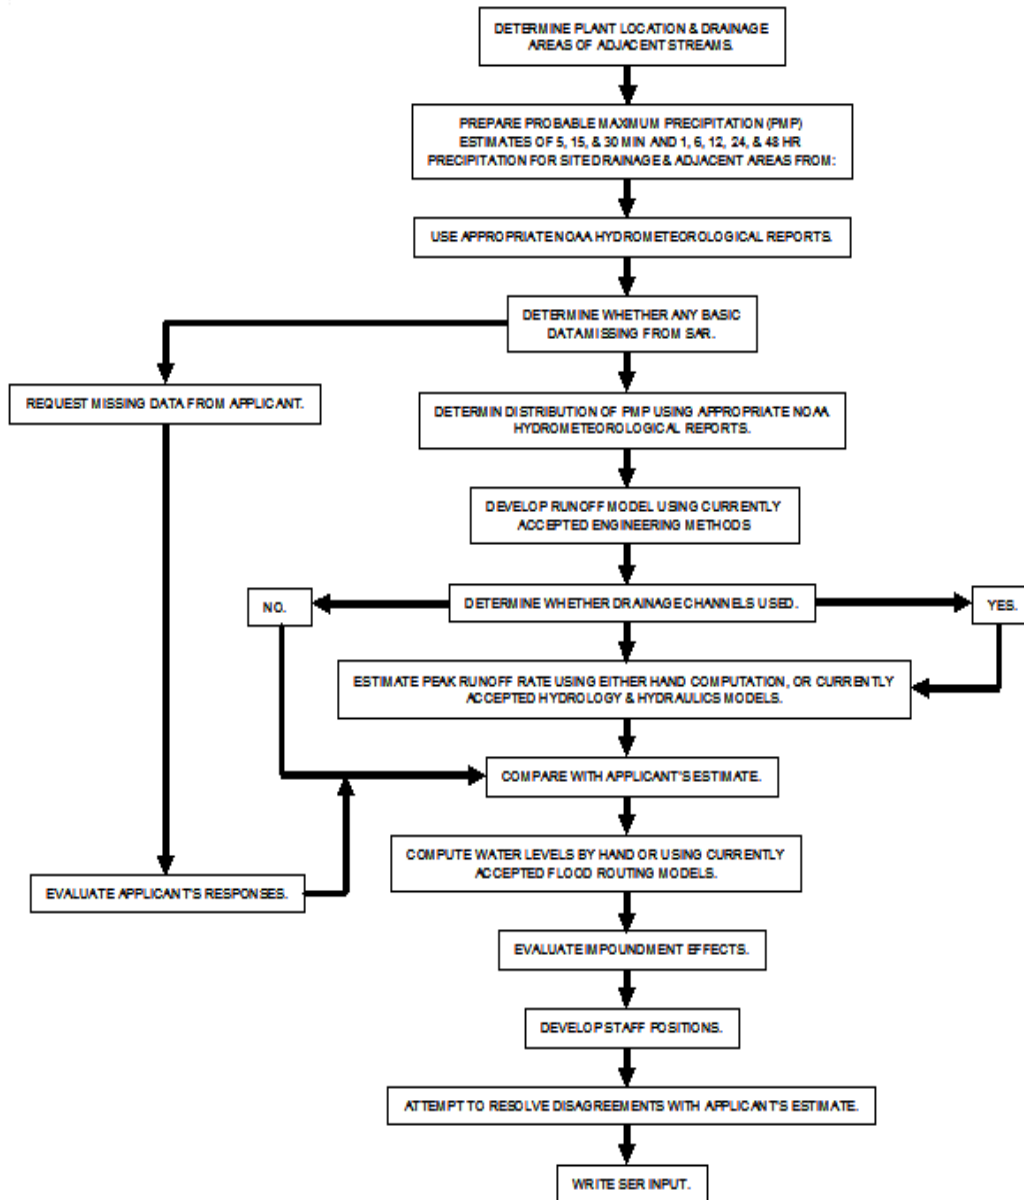 DETERMINE PLANT LOCATION & DRAINAGE
AREAS OF ADJACENT STREAMS.
PREPARE PROBABLE MAXIMUM PRECIPITATION (PMP)
ESTIMATES OF 5, 15, & 30 MIN AND 1, 6, 12, 24, & 48 HR
PRECIPITATION FOR SITE DRAINAGE & ADJACENT AREAS FROM:
USE APPROPRIATE NOAA HYDROMETEOROLOGICAL REPORTS.
DETERMINE WHETHER ANY BASIC
DATA MISSING FROM SAR.
REQUEST MISSING DATA FROM APPLICANT.
DETERMIN DISTRIBUTION OF PMP USING APPROPRIATE NOAA
HYDROMETEOROLOGICAL REPORTS.
DEVELOP RUNOFF MODEL USING CURRENTLY
ACCEPTED ENGINEERING METHODS
NO.
DETERMINE WHETHER DRAINAGE CHANNELS USED.
YES.
ESTIMATE PEAK RUNOFF RATE USING EITHER HAND COMPUTATION, OR CURRENTLY
ACCEPTED HYDROLOGY & HYDRAULICS MODELS.
COMPARE WITH APPLICANT'S ESTIMATE.
COMPUTE WATER LEVELS BY HAND OR USING CURRENTLY
ACCEPTED FLOOD ROUTING MODELS.
EVALUATE APPLICANT'S RESPONSES.
EVALUATE IMPOUNDMENT EFFECTS.
DEVELOP STAFF POSITIONS.
ATTEMPT TO RESOLVE DISAGREEMENTS WITH APPLICANT'S ESTIMATE.
WRITE SER INPUT.